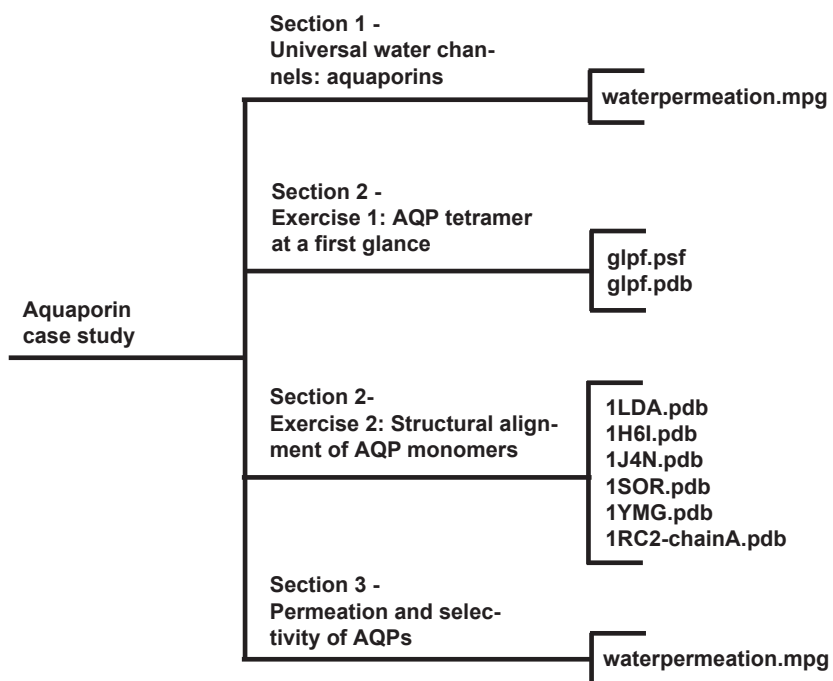 Section 1 -
Universal water chan-
nels: aquaporins
waterpermeation.mpg
Section 2 -
Exercise 1: AQP tetramer
at a first glance
glpf.psf
glpf.pdb
Aquaporin
case study
Section 2-
Exercise 2: Structural align-
ment of AQP monomers
1LDA.pdb
1H6I.pdb
1J4N.pdb
1SOR.pdb
1YMG.pdb
1RC2-chainA.pdb
Section 3 -
Permeation and selec-
tivity of AQPs
waterpermeation.mpg